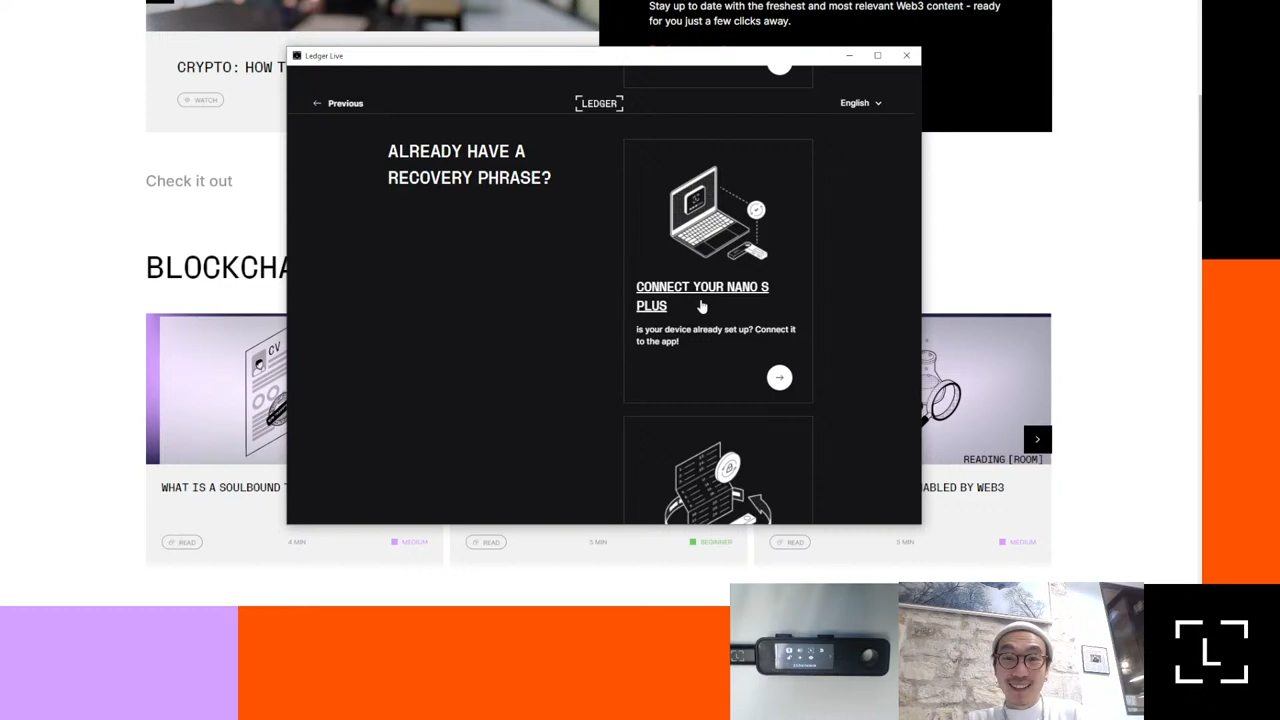 Stay up to date with the freshest and most relevant Web3 content - ready
for you just a few clicks away.
Ledger Live
CRYPTO: HOW T
WATCH
Previous
LEDGER
English
ALREADY HAVE A
RECOVERY PHRASE?
Check it out
BLOCKCHA
CONNECT YOUR NANO S
PLUS
is your device already set up? Connect it
to the app!
CV
READING [ROOM]
WHAT IS A SOULBOUND T
ABLED BY WEB3
READ
4 MIN
MEDIUM
READ
5 MIN
BEGINNER
READ
5 MIN
MEDIUM
L